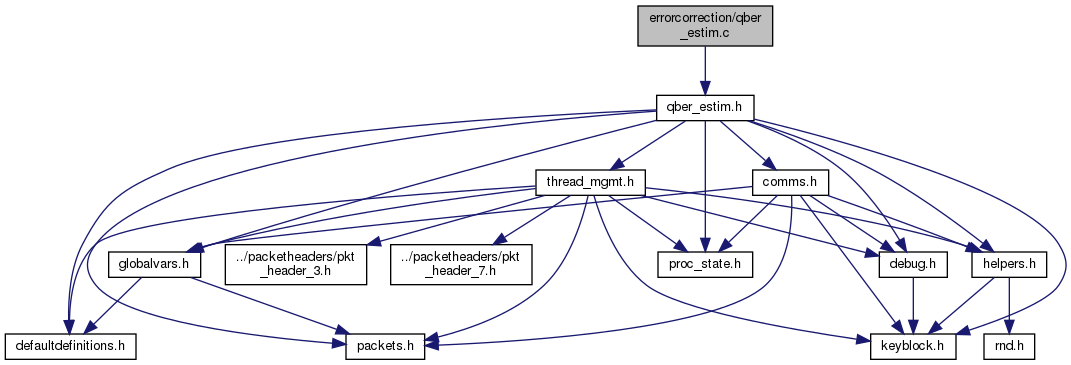 errorcorrection/qber
_estim.c
qber_estim.h
thread_mgmt.h
comms.h
globalvars.h
../packetheaders/pkt
_header_3.h
../packetheaders/pkt
_header_7.h
proc_state.h
debug.h
helpers.h
defaultdefinitions.h
packets.h
keyblock.h
rnd.h